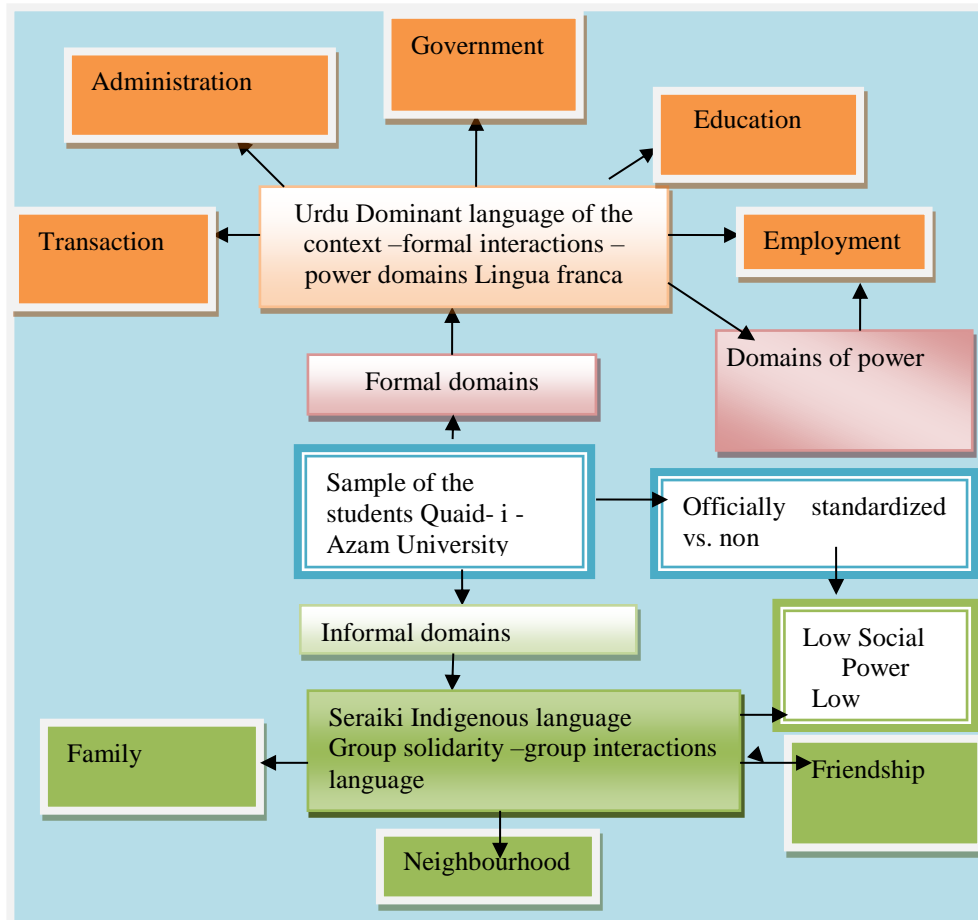 Government
Administration
Education
Urdu Dominant language of the
context –formal interactions –
power domains Lingua franca
Transaction
Employment
Domains of power
Formal domains
Sample of the
students Quaid- i -
Azam University
Officially standardized
vs. non
Informal domains
Low Social
Power
Low
Seraiki Indigenous language
Group solidarity –group interactions
language
Family
Friendship
Neighbourhood